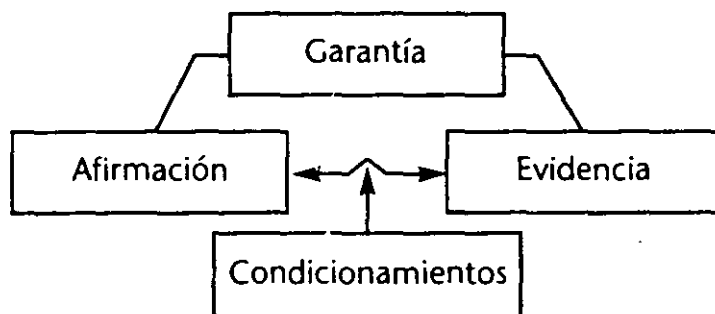 Garantía
Afirmación
Evidencia
Condicionamientos